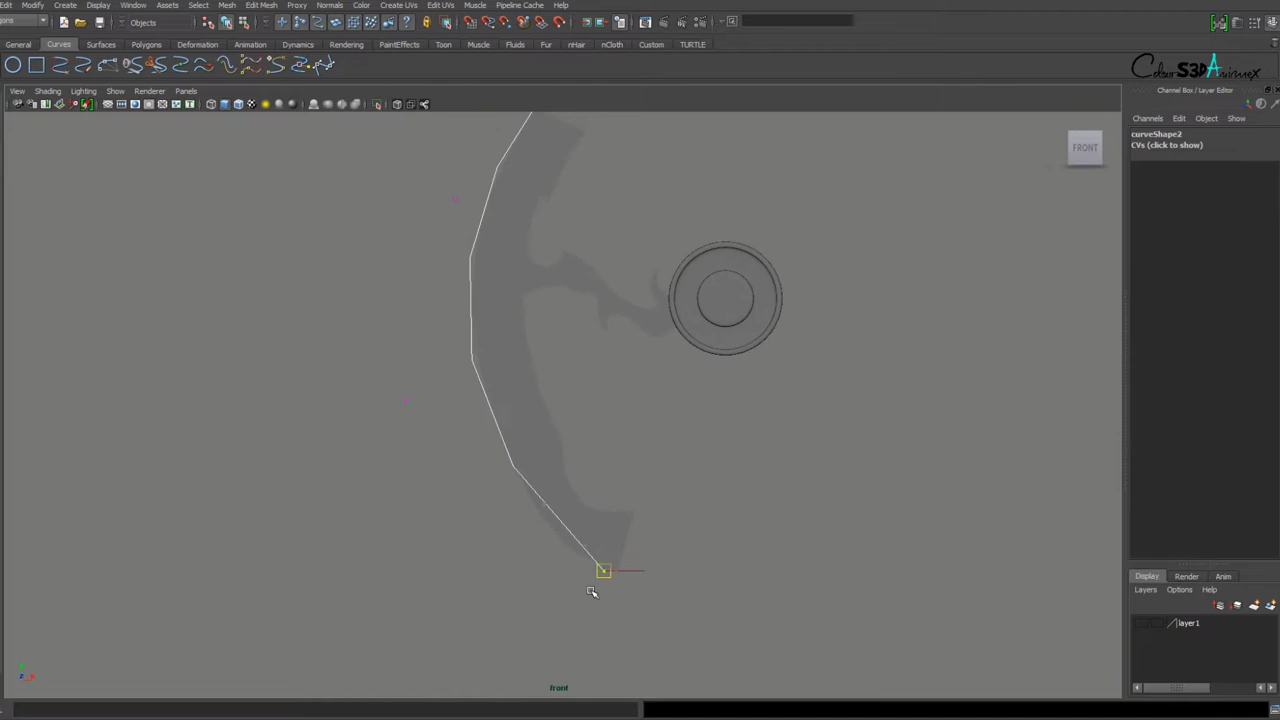 Edit Modify Create Display Window Assets Select Mesh Edit Mesh Proxy Normals Color Create UVs Edit UVs Muscle Pipeline Cache Help
Objects
General Curves Surfaces Polygons Deformation Animation Dynamics Rendering PaintEffects Toon Muscle Fluids Fur nHair nCloth Custom TURTLE
View Shading Lighting Show Renderer Panels
Channel Box / Layer Editor
Channels Edit Object Show
curveShape2
CVs (click to show)
FRONT
Display Render Anim
Layers Options Help
layer1
front